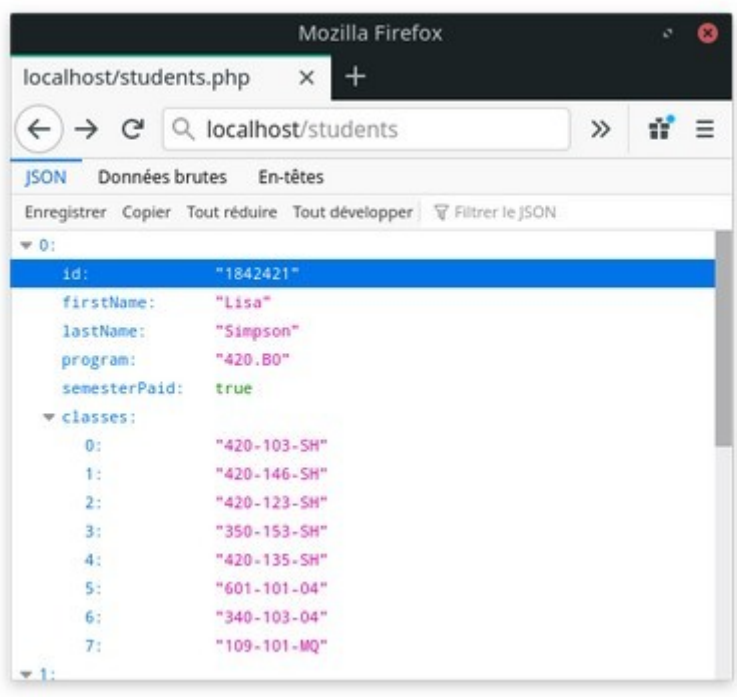 Mozilla Firefox
localhost/students.php
localhost/students
JSON Données brutes En-têtes
Enregistrer Copier Tout réduire Tout développer Filtrer le JSON
0:
id: "1842421"
firstName: "Lisa"
lastName: "Simpson"
program: "420.B0"
semesterPaid: true
classes:
0: "420-103-SH"
1: "420-146-SH"
2: "420-123-SH"
3: "350-153-SH"
4: "420-135-SH"
5: "601-101-04"
6: "340-103-04"
7: "109-101-MQ"
1: